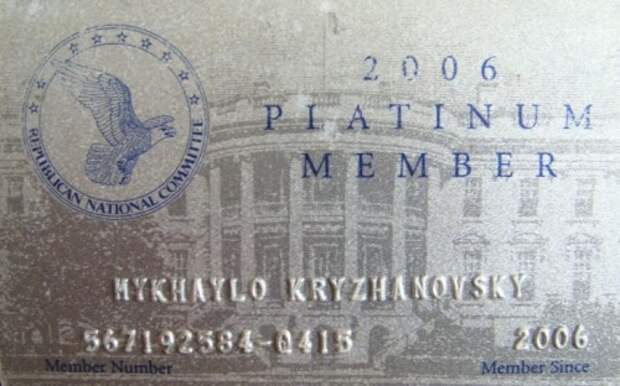 REPUBLICAN NATIONAL COMMITTEE
2006
PLATINUM
MEMBER
MYKHAYLO KRYZHANOVSKY
567192584-Q415 2006
Member Number Member Since